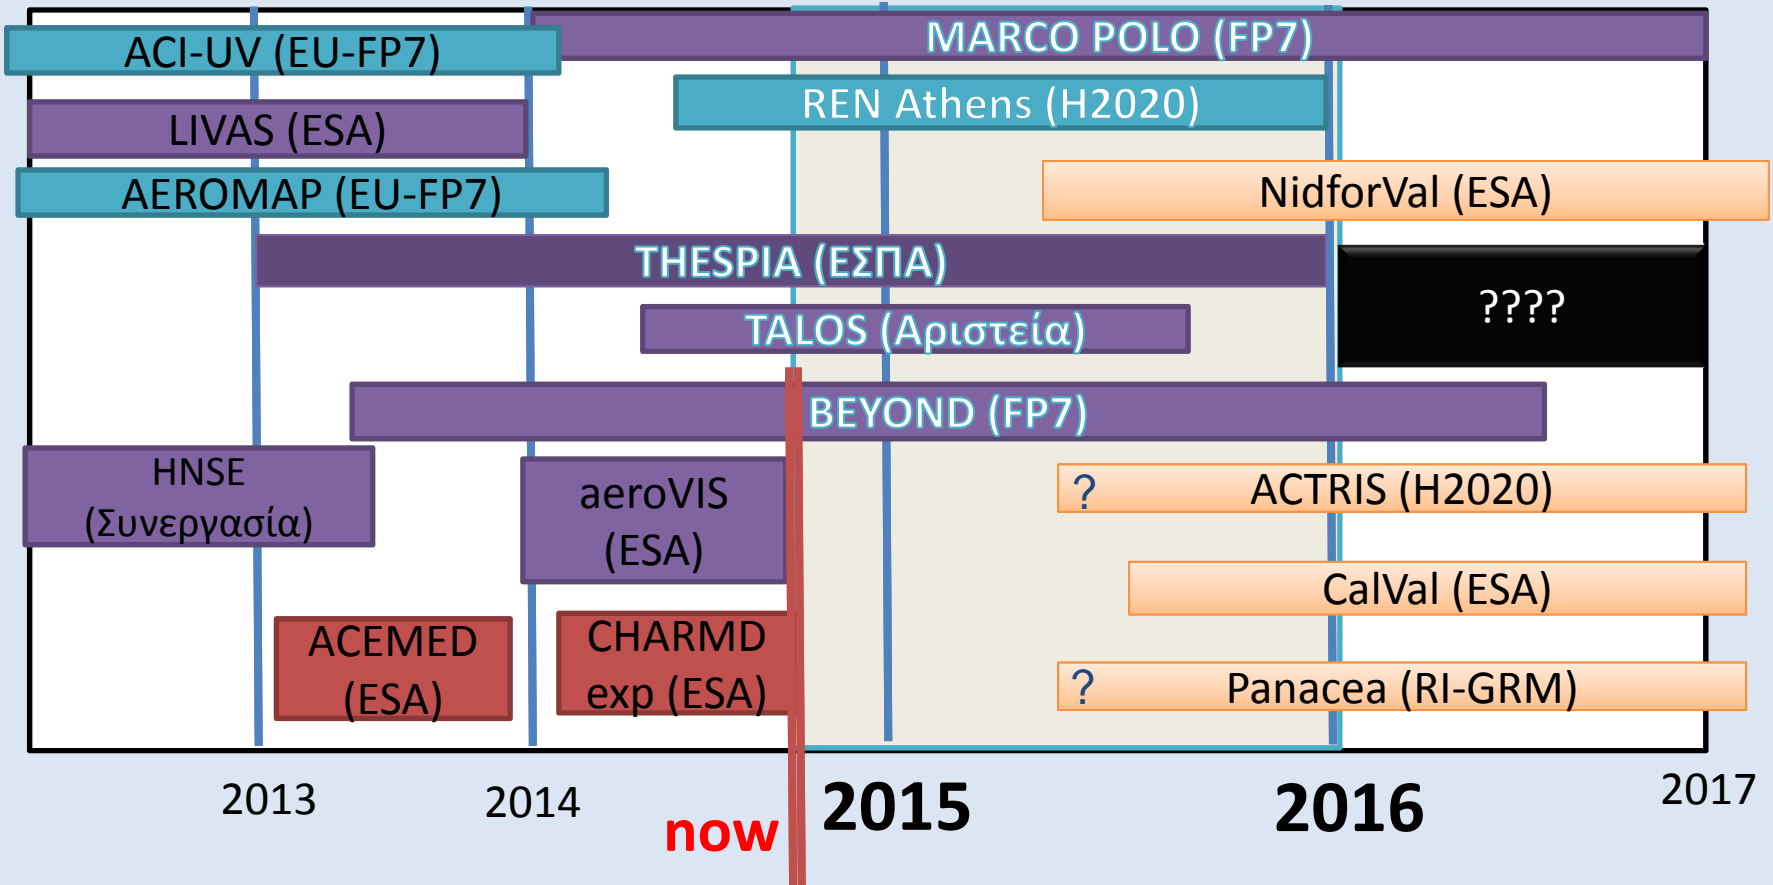 MARCO POLO (FP7)
ACI-UV (EU-FP7)
REN Athens (H2020)
LIVAS (ESA)
AEROMAP (EU-FP7)
NidforVal (ESA)
THESPIA (ΕΣΠΑ)
????
TALOS (Αριστεία)
BEYOND (FP7)
HNSE
(Συνεργασία)
aeroVIS
(ESA)
? ACTRIS (H2020)
CalVal (ESA)
ACEMED
(ESA)
CHARMD
exp (ESA)
? Panacea (RI-GRM)
2013
2014
now
2015
2016
2017